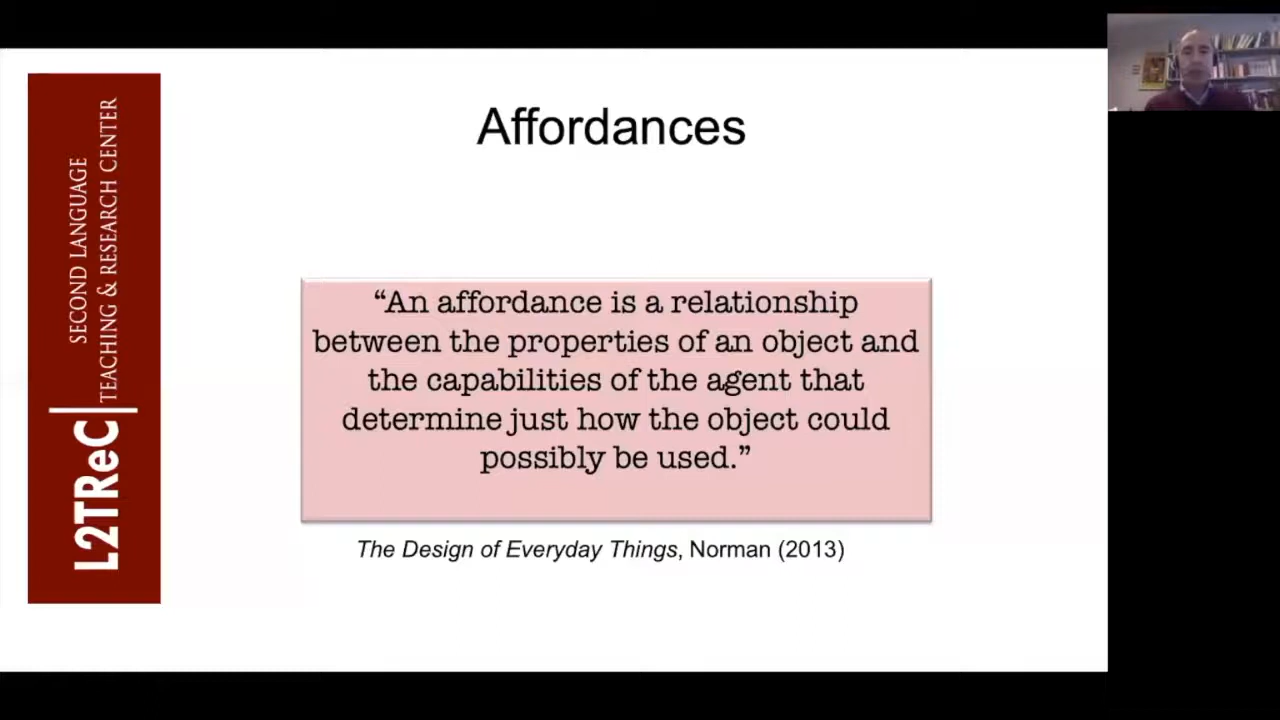 Affordances
SECOND LANGUAGE
TEACHING & RESEARCH CENTER
L2TReC
“An affordance is a relationship
between the properties of an object and
the capabilities of the agent that
determine just how the object could
possibly be used.”
The Design of Everyday Things, Norman (2013)